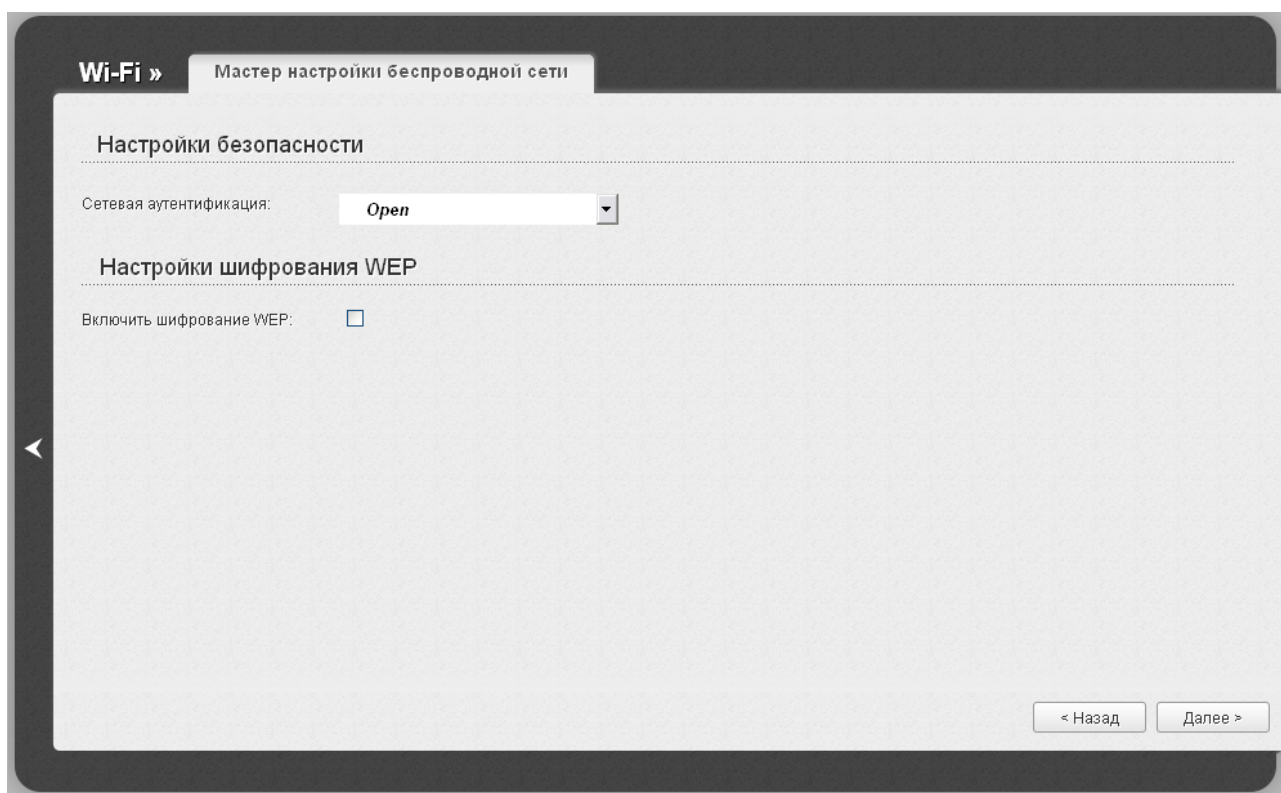 Wi-Fi » Мастер настройки беспроводной сети
Настройки безопасности
Сетевая аутентификация: Open
Настройки шифрования WEP
Включить шифрование WEP:
< Назад Далее >